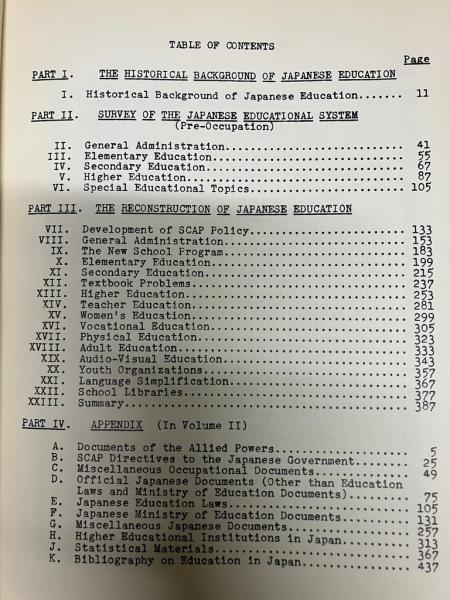 TABLE OF CONTENTS
Page
PART I. THE HISTORICAL BACKGROUND OF JAPANESE EDUCATION
I. Historical Background of Japanese Education....... 11
PART II. SURVEY OF THE JAPANESE EDUCATIONAL SYSTEM
(Pre-Occupation)
II. General Administration............................ 41
III. Elementary Education.............................. 55
IV. Secondary Education............................... 67
V. Higher Education.................................. 87
VI. Special Educational Topics........................ 105
PART III. THE RECONSTRUCTION OF JAPANESE EDUCATION
VII. Development of SCAP Policy........................ 133
VIII. General Administration............................ 153
IX. The New School Program............................ 183
X. Elementary Education.............................. 199
XI. Secondary Education............................... 215
XII. Textbook Problems................................. 237
XIII. Higher Education.................................. 253
XIV. Teacher Education................................. 281
XV. Women's Education................................. 299
XVI. Vocational Education.............................. 305
XVII. Physical Education................................ 323
XVIII. Adult Education................................... 333
XIX. Audio-Visual Education............................ 343
XX. Youth Organizations............................... 357
XXI. Language Simplification........................... 367
XXII. School Libraries.................................. 377
XXIII. Summary........................................... 387
PART IV. APPENDIX (In Volume II)
A. Documents of the Allied Powers.................... 5
B. SCAP Directives to the Japanese Government........ 25
C. Miscellaneous Occupational Documents.............. 49
D. Official Japanese Documents (Other than Education
Laws and Ministry of Education Documents)....... 75
E. Japanese Education Laws........................... 105
F. Japanese Ministry of Education Documents.......... 131
G. Miscellaneous Japanese Documents.................. 257
H. Higher Educational Institutions in Japan.......... 313
J. Statistical Materials............................. 367
K. Bibliography on Education in Japan................ 437